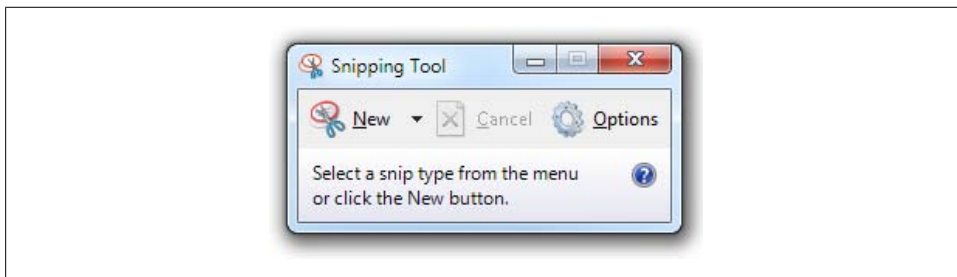 Snipping Tool
New Cancel Options
Select a snip type from the menu
or click the New button.